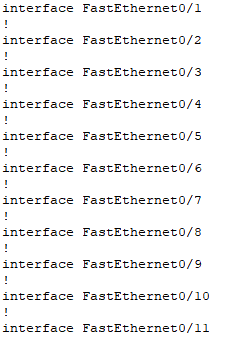 interface FastEthernet0/1
!
interface FastEthernet0/2
!
interface FastEthernet0/3
!
interface FastEthernet0/4
!
interface FastEthernet0/5
!
interface FastEthernet0/6
!
interface FastEthernet0/7
!
interface FastEthernet0/8
!
interface FastEthernet0/9
!
interface FastEthernet0/10
!
interface FastEthernet0/11